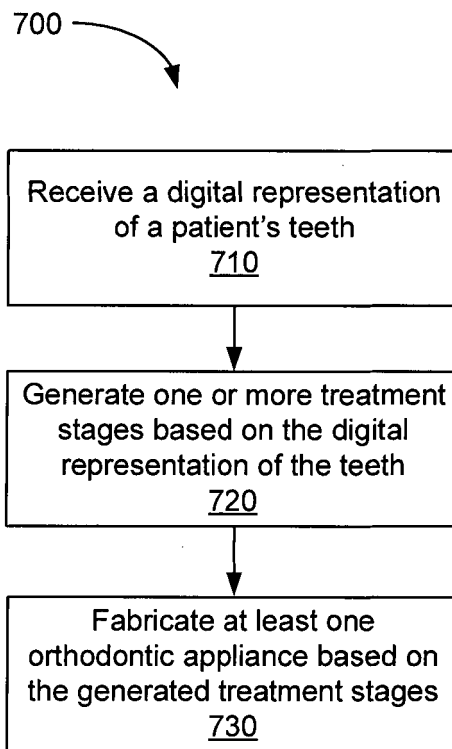 700
Receive a digital representation
of a patient's teeth
710
Generate one or more treatment
stages based on the digital
representation of the teeth
720
Fabricate at least one
orthodontic appliance based on
the generated treatment stages
730